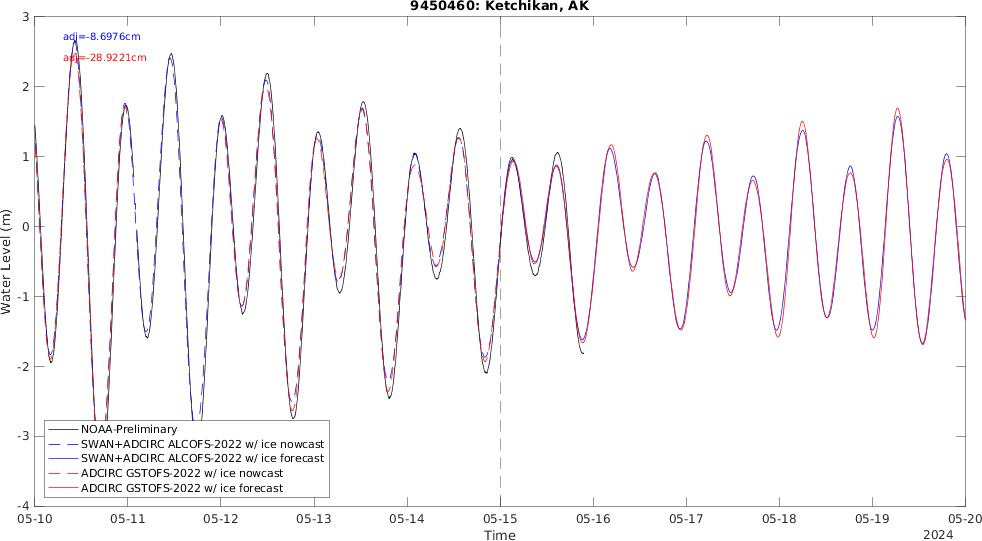 9450460: Ketchikan, AK
adj=-8.6976cm
adj=-28.9221cm
Water Level (m)
3
2
1
0
-1
-2
-3
-4
NOAA-Preliminary
SWAN+ADCIRC ALCOFS-2022 w/ ice nowcast
SWAN+ADCIRC ALCOFS-2022 w/ ice forecast
ADCIRC GSTOFS-2022 w/ ice nowcast
ADCIRC GSTOFS-2022 w/ ice forecast
05-10 05-11 05-12 05-13 05-14 05-15 05-16 05-17 05-18 05-19 05-20
Time
2024